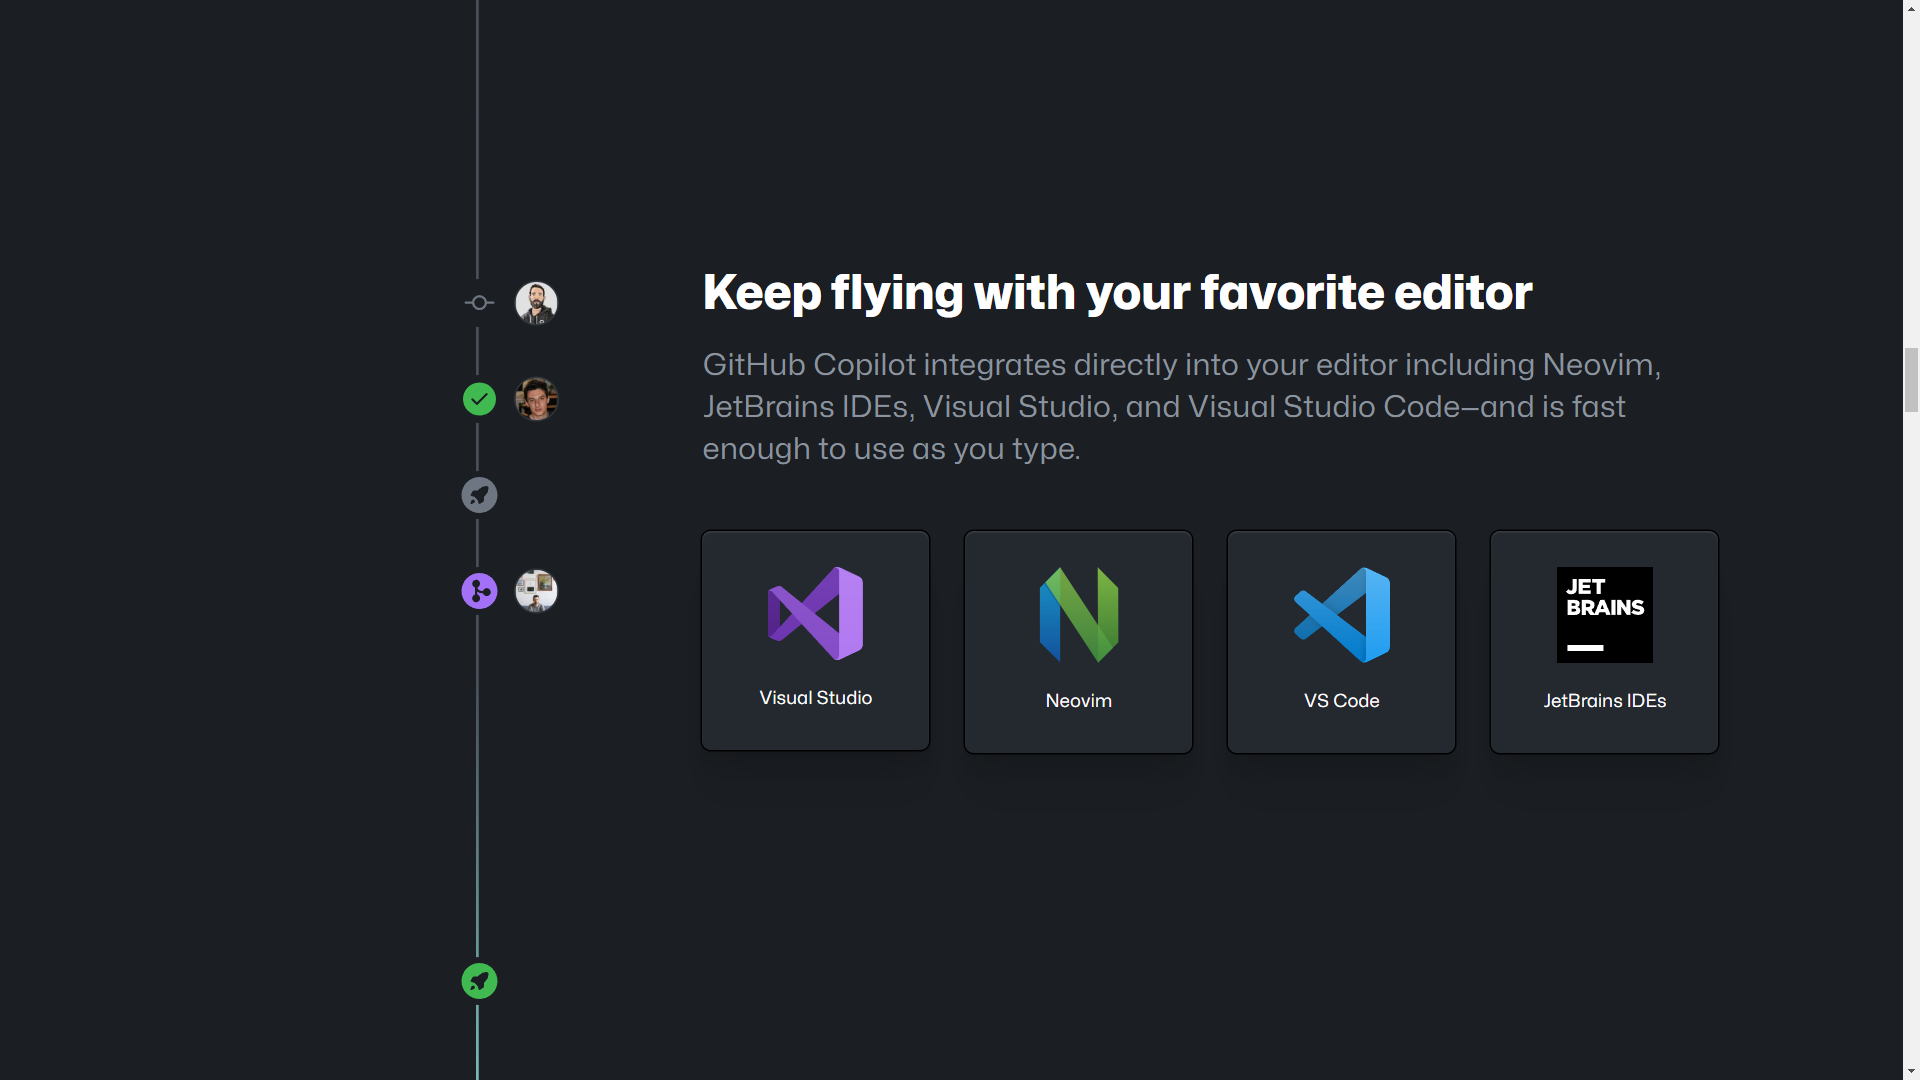 Keep flying with your favorite editor
GitHub Copilot integrates directly into your editor including Neovim,
JetBrains IDEs, Visual Studio, and Visual Studio Code—and is fast
enough to use as you type.
JET
BRAINS
Visual Studio
Neovim
VS Code
JetBrains IDEs